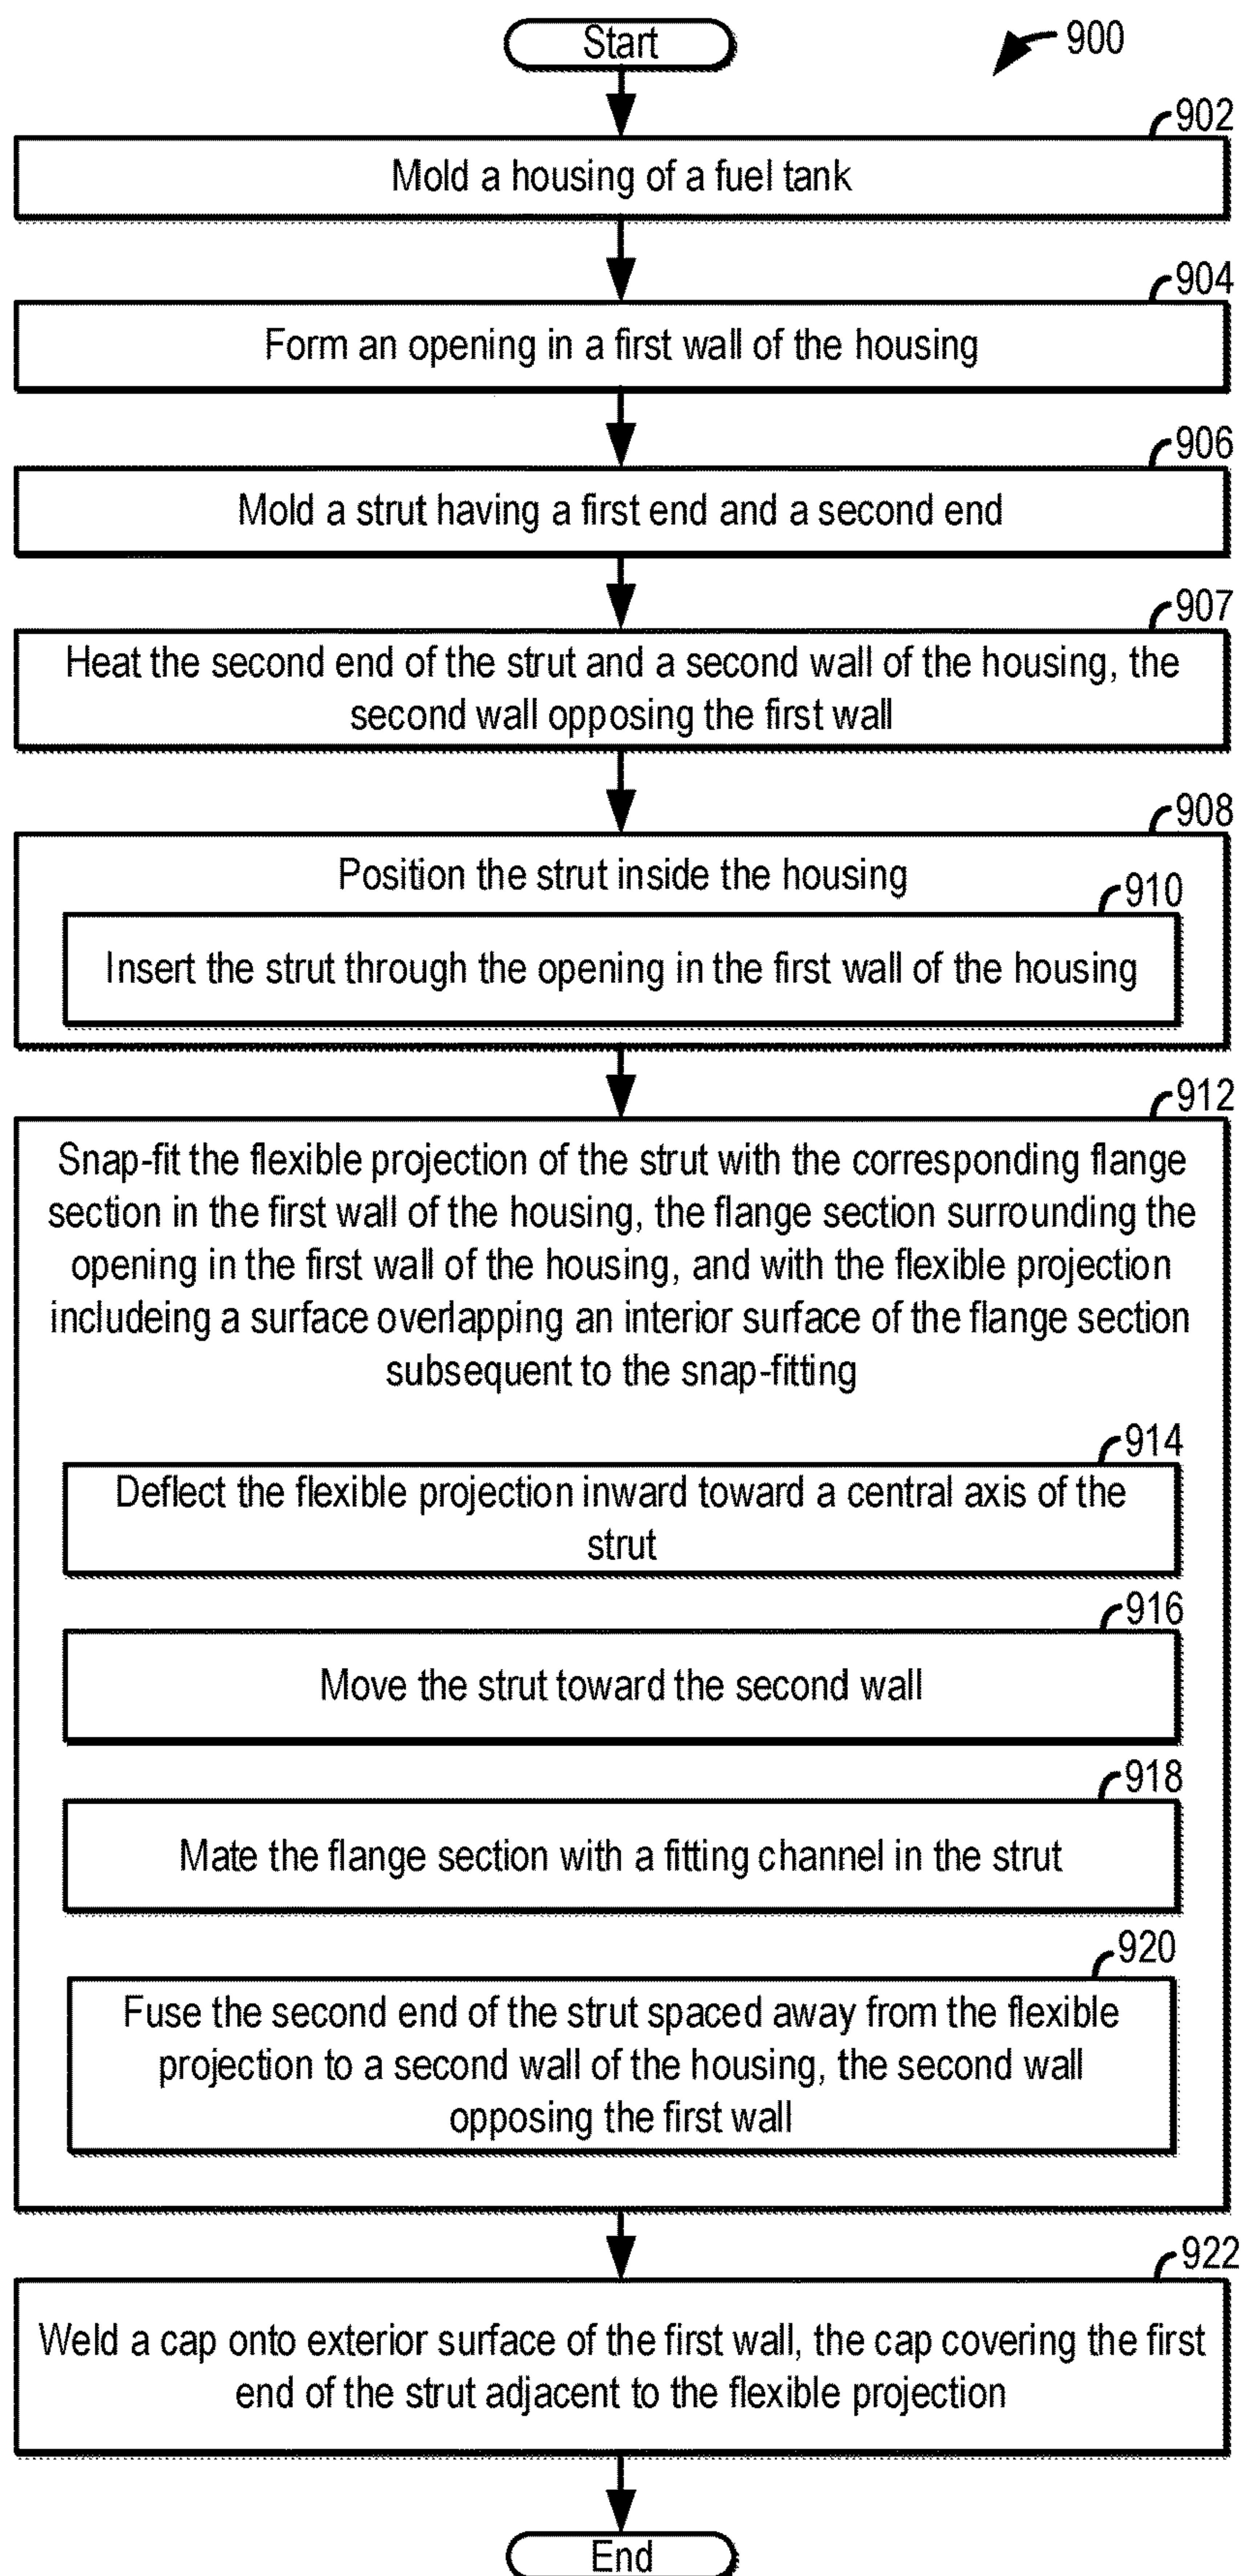 Start
900
902
Mold a housing of a fuel tank
904
Form an opening in a first wall of the housing
906
Mold a strut having a first end and a second end
907
Heat the second end of the strut and a second wall of the housing, the
second wall opposing the first wall
908
Position the strut inside the housing
910
Insert the strut through the opening in the first wall of the housing
912
Snap-fit the flexible projection of the strut with the corresponding flange
section in the first wall of the housing, the flange section surrounding the
opening in the first wall of the housing, and with the flexible projection
includeing a surface overlapping an interior surface of the flange section
subsequent to the snap-fitting
914
Deflect the flexible projection inward toward a central axis of the
strut
916
Move the strut toward the second wall
918
Mate the flange section with a fitting channel in the strut
920
Fuse the second end of the strut spaced away from the flexible
projection to a second wall of the housing, the second wall
opposing the first wall
922
Weld a cap onto exterior surface of the first wall, the cap covering the first
end of the strut adjacent to the flexible projection
End